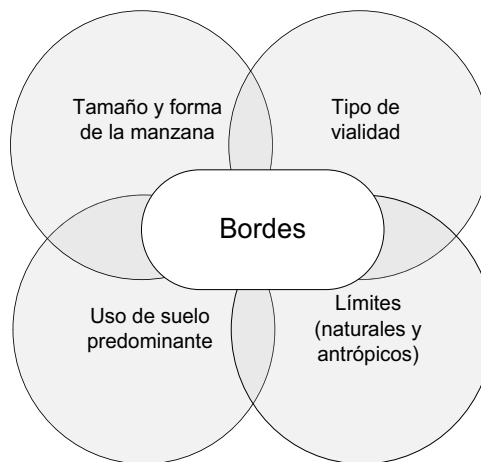 Tamaño y forma
de la manzana
Tipo de
vialidad
Bordes
Uso de suelo
predominante
Límites
(naturales y
antrópicos)